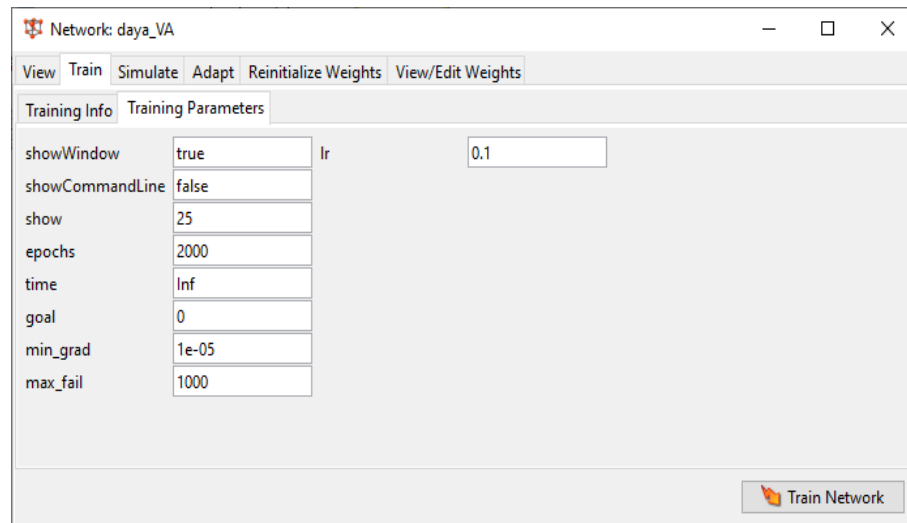 Network: daya_VA
View Train Simulate Adapt Reinitialize Weights View/Edit Weights
Training Info Training Parameters
showWindow true lr 0.1
showCommandLine false
show 25
epochs 2000
time Inf
goal 0
min_grad 1e-05
max_fail 1000
Train Network